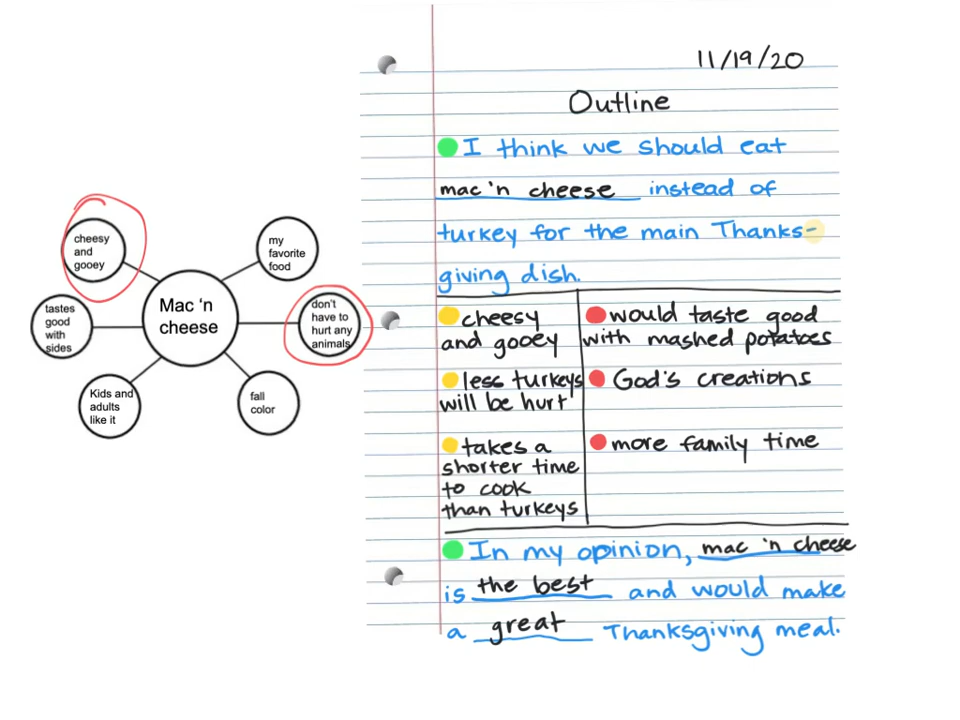 cheesy
and
gooey
my
favorite
food
tastes
good
with
sides
Mac 'n
cheese
don't
have to
hurt any
animals
Kids and
adults
like it
fall
color
11/19/20
Outline
I think we should eat
mac 'n cheese instead of
turkey for the main Thanks-
giving dish.
cheesy
and gooey
would taste good
with mashed potatoes
less turkeys
will be hurt
God's creations
takes a
shorter time
to cook
than turkeys
more family time
In my opinion, mac 'n cheese
is the best and would make
a great Thanksgiving meal.